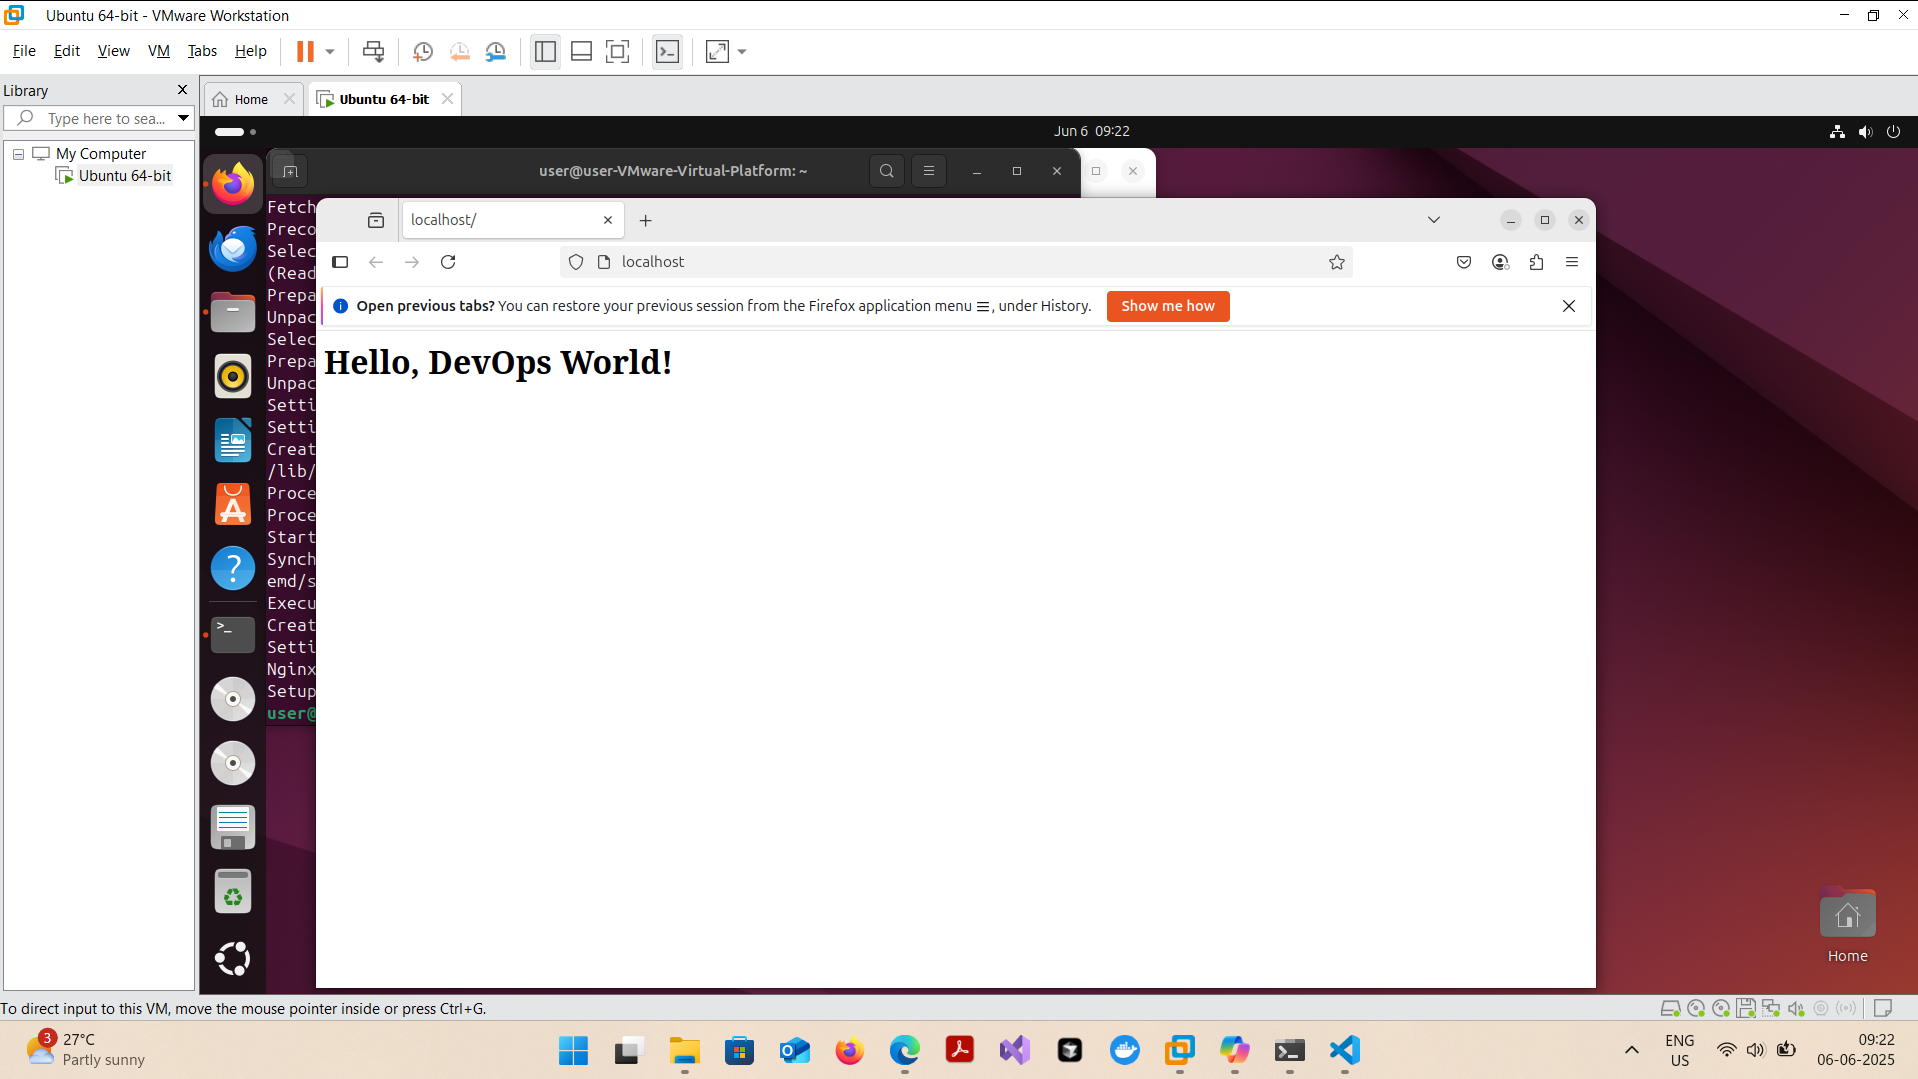 Ubuntu 64-bit - VMware Workstation
File Edit View VM Tabs Help
Library
Type here to sea...
My Computer
Ubuntu 64-bit
Home
Ubuntu 64-bit
Jun 6 09:22
user@user-VMware-Virtual-Platform: ~
Fetch
Preco
Selec
(Read
Prepa
Unpac
Selec
Prepa
Unpac
Setti
Setti
Creat
/lib/
Proce
Proce
Start
Synch
emd/s
Execu
Creat
Setti
Nginx
Setup
user@
localhost/
localhost
Open previous tabs? You can restore your previous session from the Firefox application menu ☰, under History.
Show me how
Hello, DevOps World!
Home
To direct input to this VM, move the mouse pointer inside or press Ctrl+G.
3
27°C
Partly sunny
ENG
US
09:22
06-06-2025